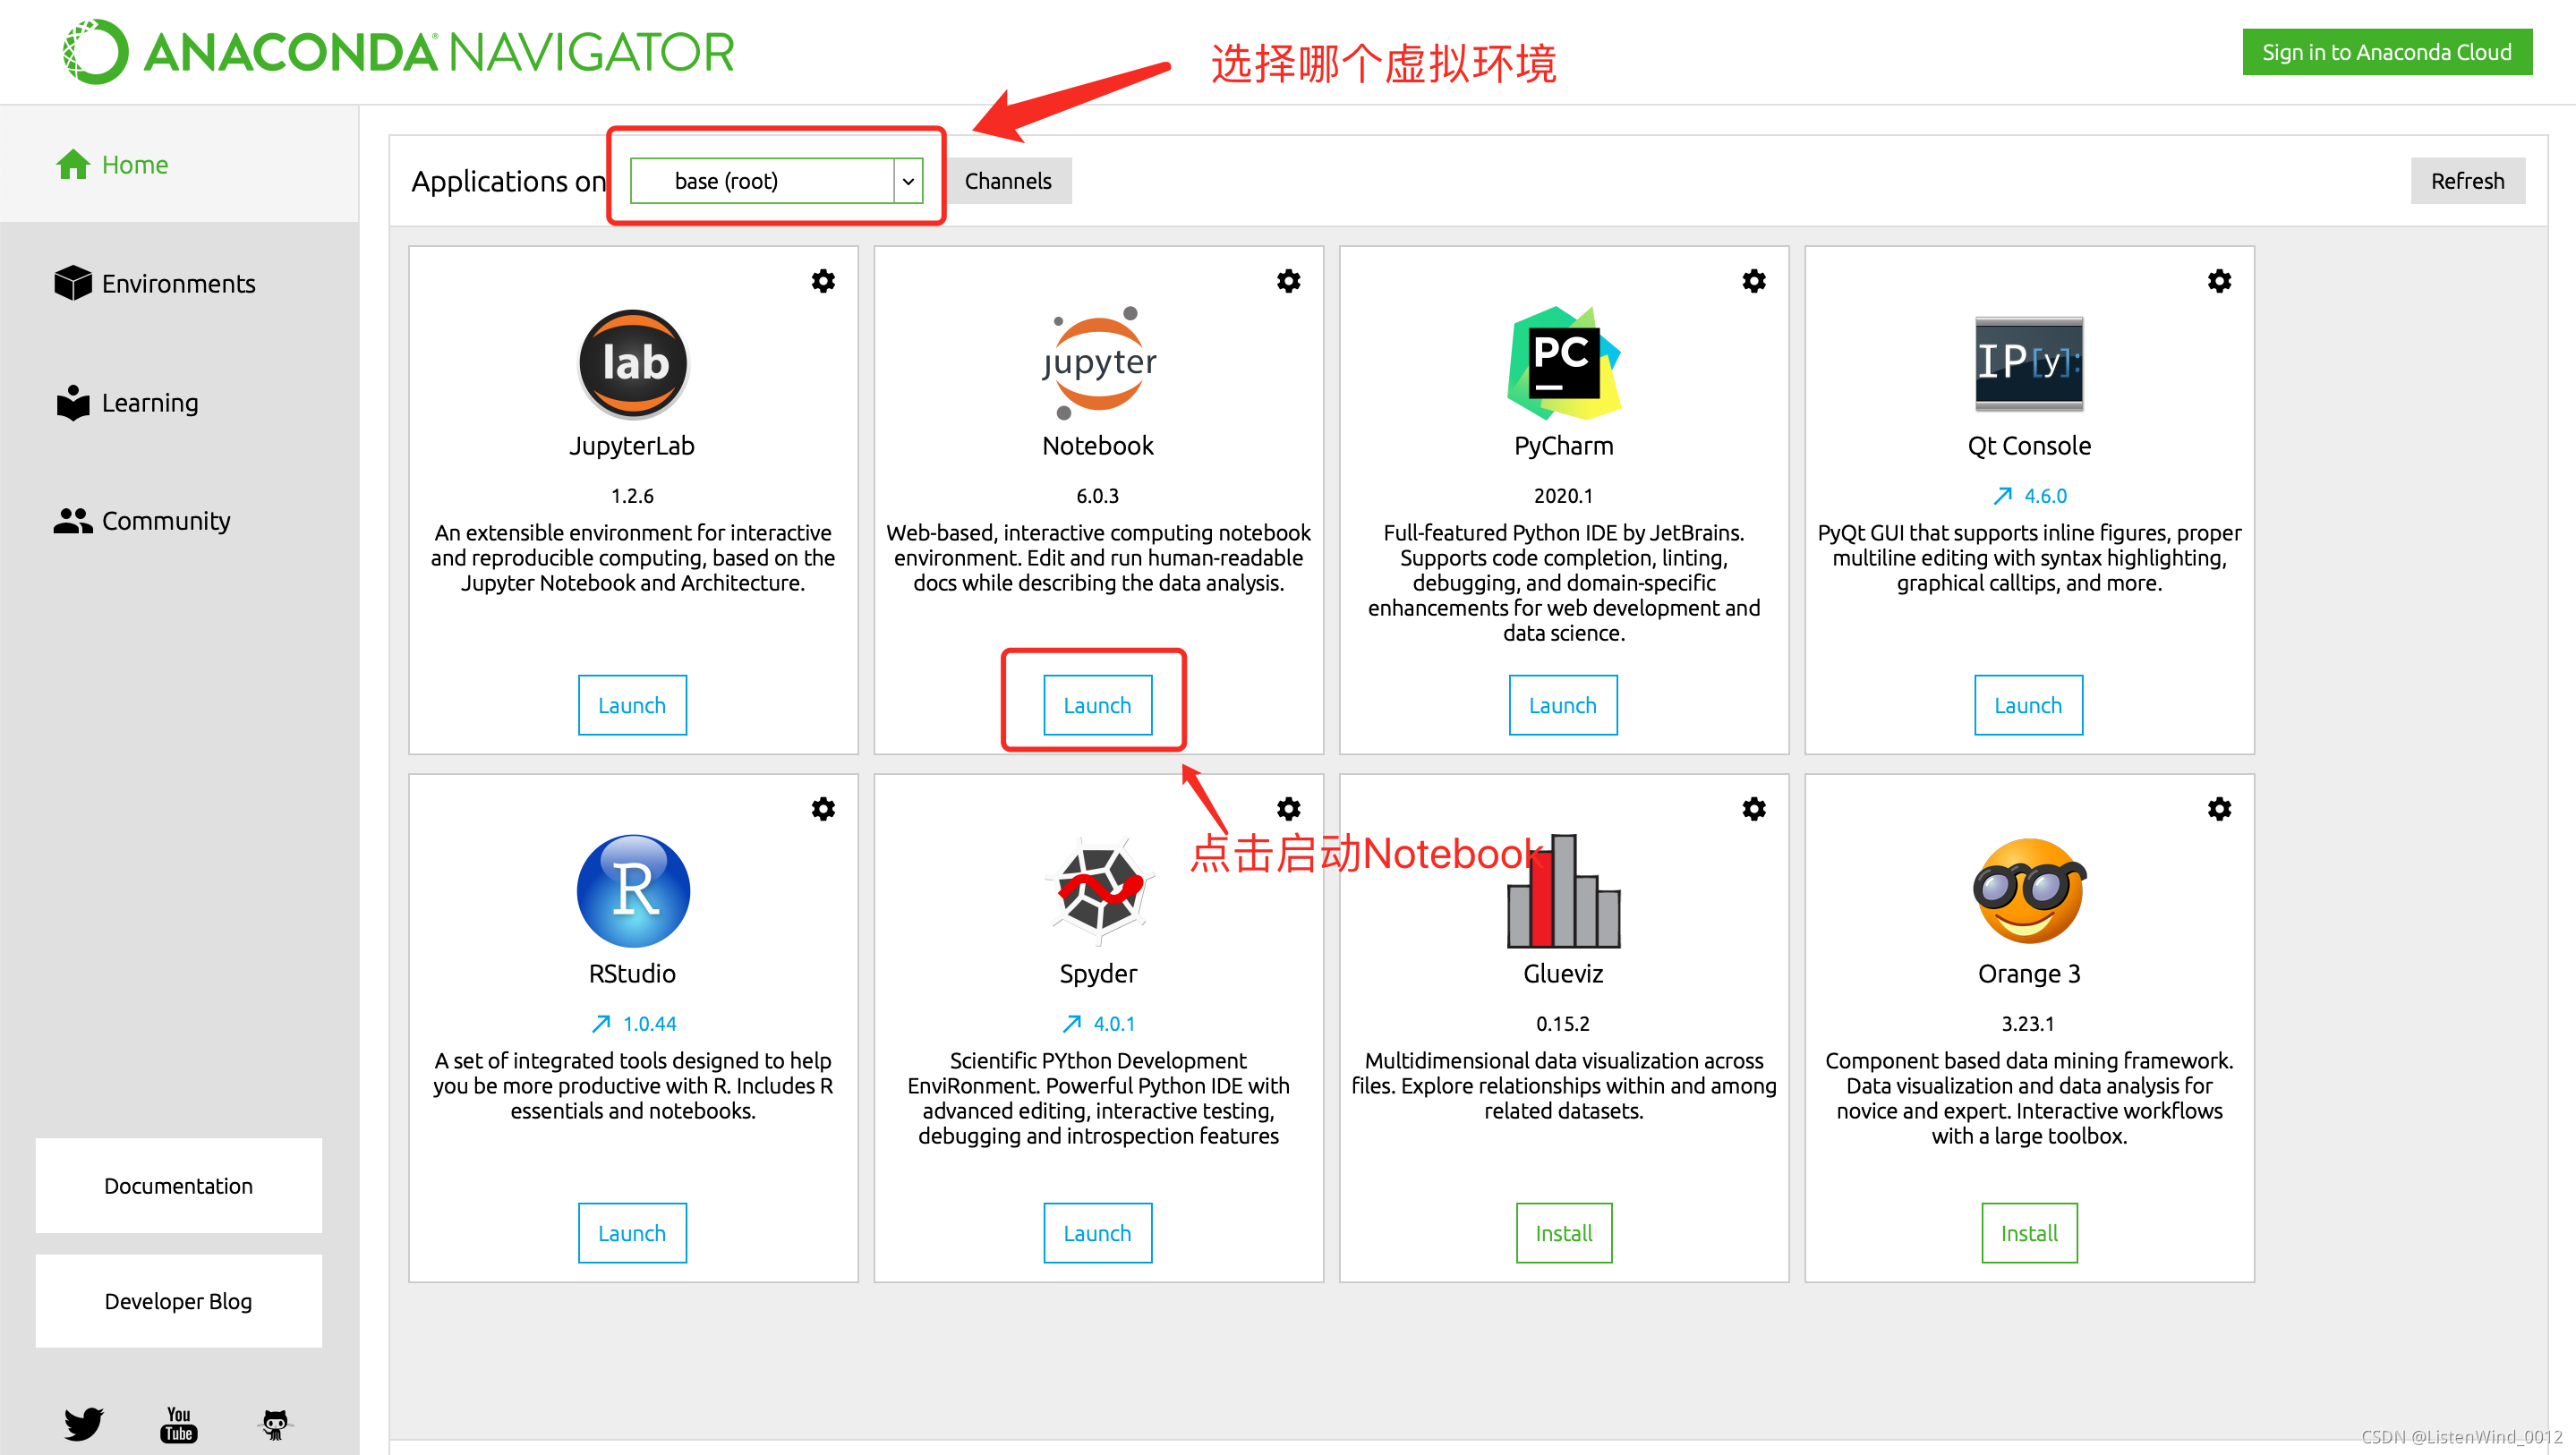 ANACONDA NAVIGATOR
选择哪个虚拟环境
Sign in to Anaconda Cloud
Home
Environments
Learning
Community
Documentation
Developer Blog
You
Tube
Applications on
base (root)
Channels
Refresh
lab
JupyterLab
1.2.6
An extensible environment for interactive
and reproducible computing, based on the
Jupyter Notebook and Architecture.
Launch
jupyter
Notebook
6.0.3
Web-based, interactive computing notebook
environment. Edit and run human-readable
docs while describing the data analysis.
Launch
PC
PyCharm
2020.1
Full-featured Python IDE by JetBrains.
Supports code completion, linting,
debugging, and domain-specific
enhancements for web development and
data science.
Launch
IP[y]:
Qt Console
4.6.0
PyQt GUI that supports inline figures, proper
multiline editing with syntax highlighting,
graphical calltips, and more.
Launch
点击启动Notebook
R
RStudio
1.0.44
A set of integrated tools designed to help
you be more productive with R. Includes R
essentials and notebooks.
Launch
Spyder
4.0.1
Scientific PYthon Development
EnviRonment. Powerful Python IDE with
advanced editing, interactive testing,
debugging and introspection features
Launch
Glueviz
0.15.2
Multidimensional data visualization across
files. Explore relationships within and among
related datasets.
Install
Orange 3
3.23.1
Component based data mining framework.
Data visualization and data analysis for
novice and expert. Interactive workflows
with a large toolbox.
Install
CSDN @ListenWind_0012